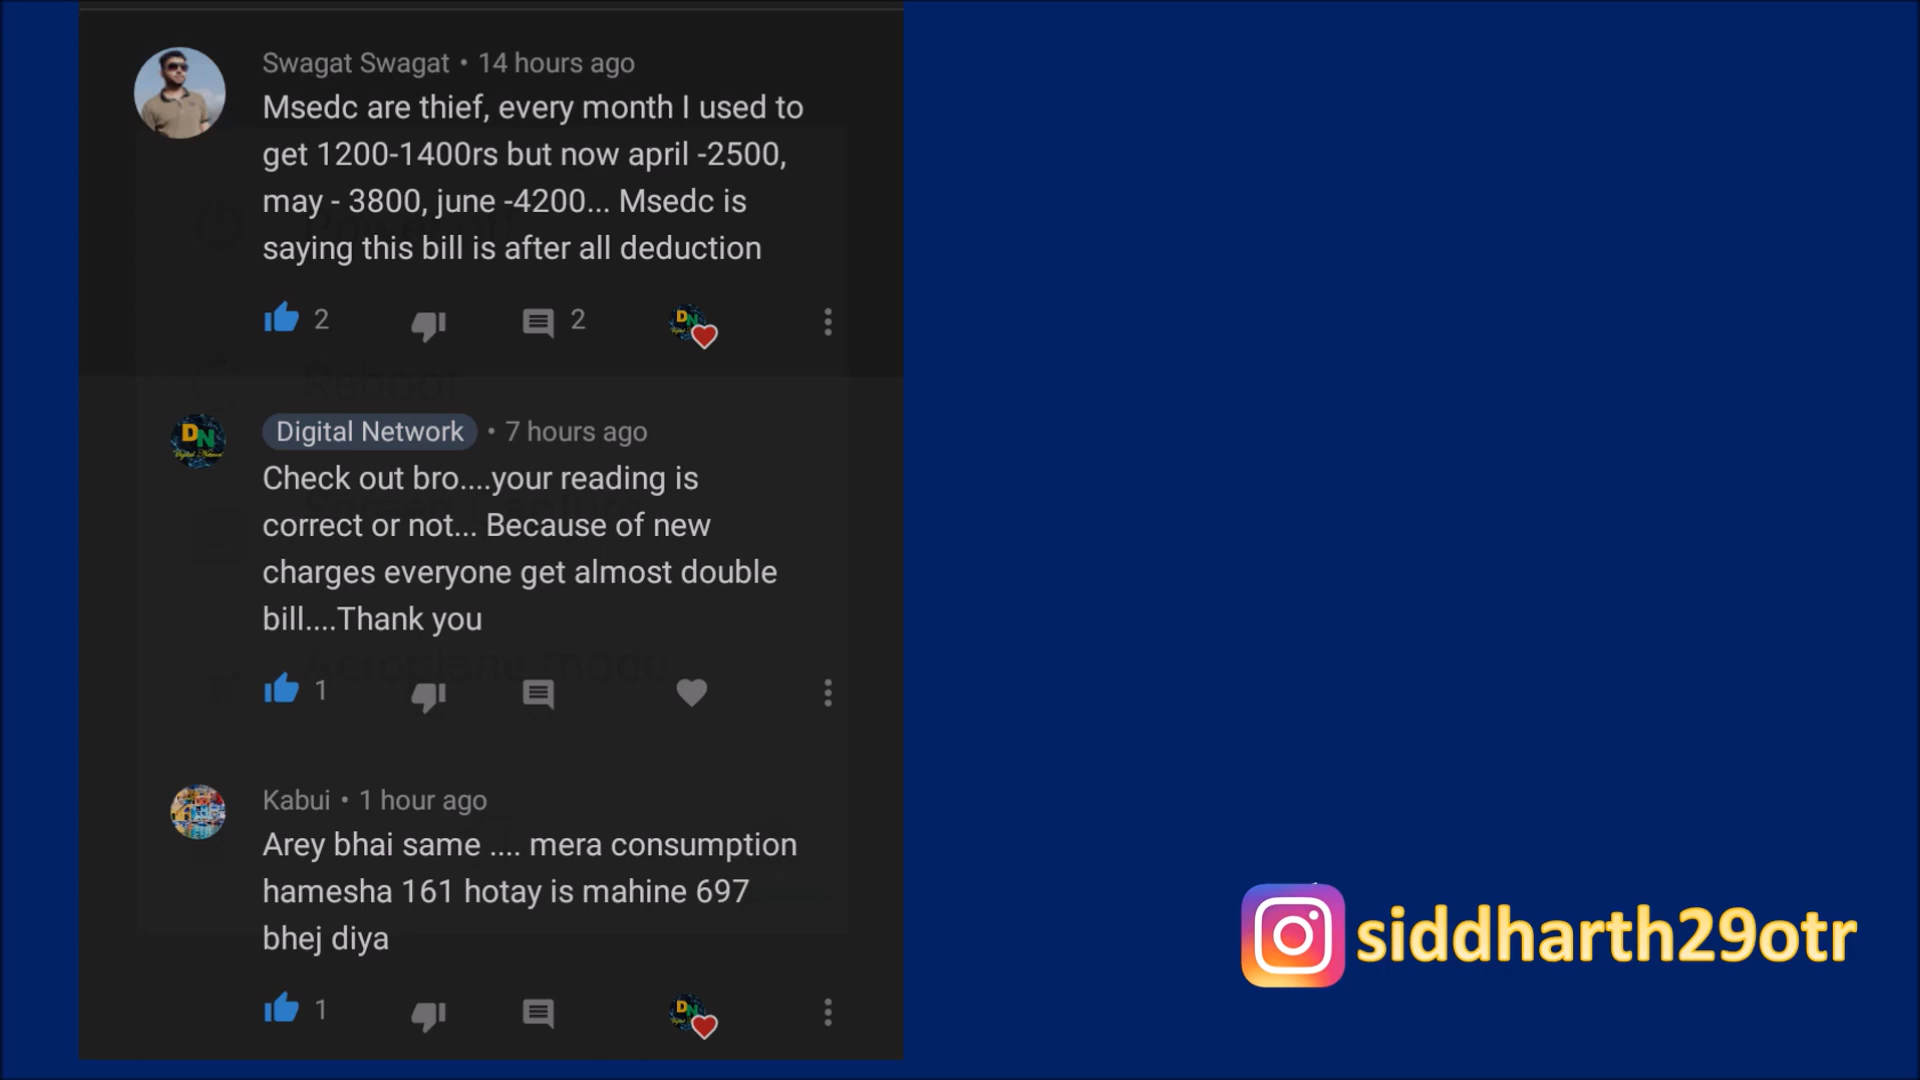 Swagat Swagat • 14 hours ago
Msedc are thief, every month I used to
get 1200-1400rs but now april -2500,
may - 3800, june -4200... Msedc is
saying this bill is after all deduction
2
2
Reboot
Digital Network • 7 hours ago
Check out bro....your reading is
correct or not... Because of new
charges everyone get almost double
bill....Thank you
Aeroplane mode
1
Kabui • 1 hour ago
Arey bhai same .... mera consumption
hamesha 161 hotay is mahine 697
bhej diya
1
siddharth29otr